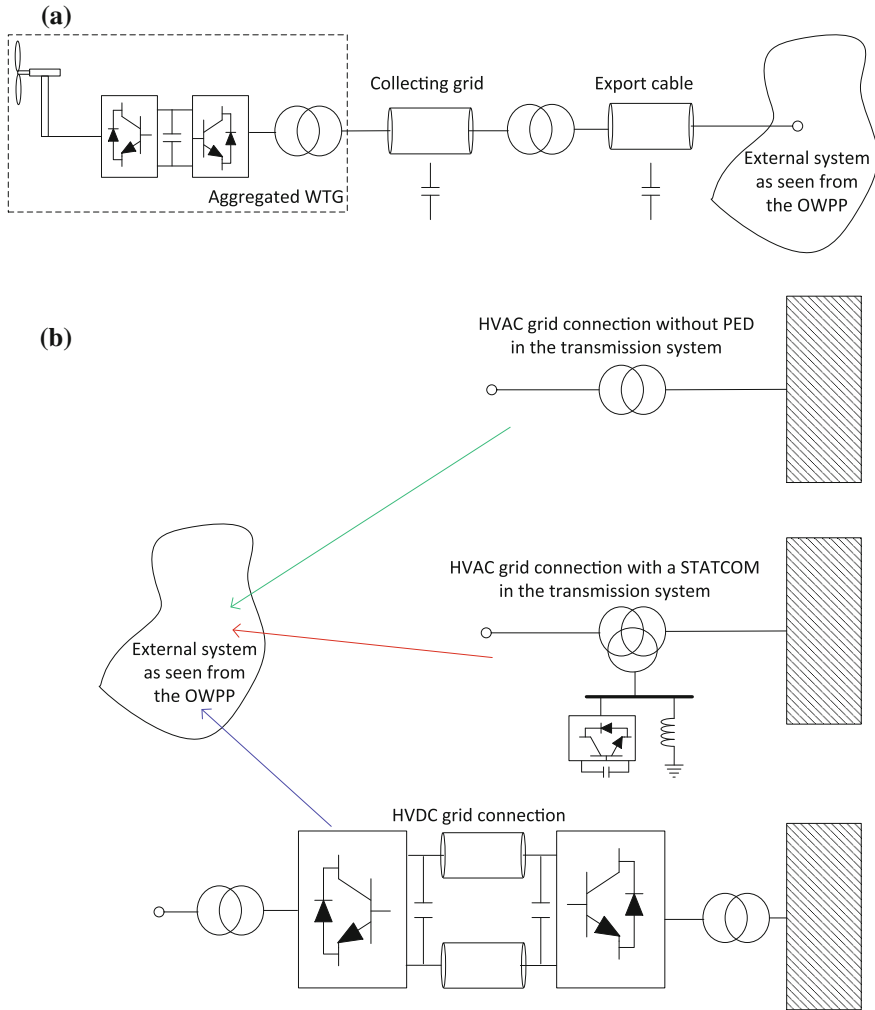 (a)
Collecting grid
Export cable
External system
as seen from
the OWPP
Aggregated WTG
(b)
HVAC grid connection without PED
in the transmission system
HVAC grid connection with a STATCOM
in the transmission system
External system
as seen from
the OWPP
HVDC grid connection